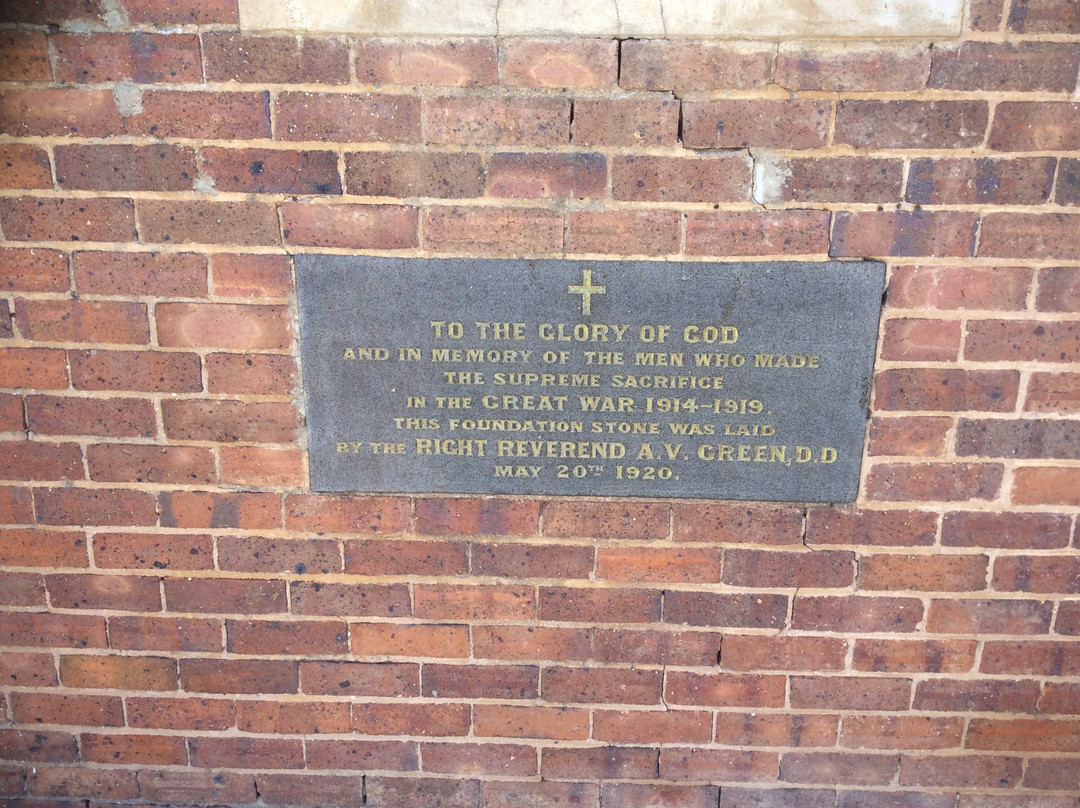 TO THE GLORY OF GOD
AND IN MEMORY OF THE MEN WHO MADE
THE SUPREME SACRIFICE
IN THE GREAT WAR 1914-1919.
THIS FOUNDATION STONE WAS LAID
BY THE RIGHT REVEREND A.V. GREEN, D.D
MAY 20TH 1920.